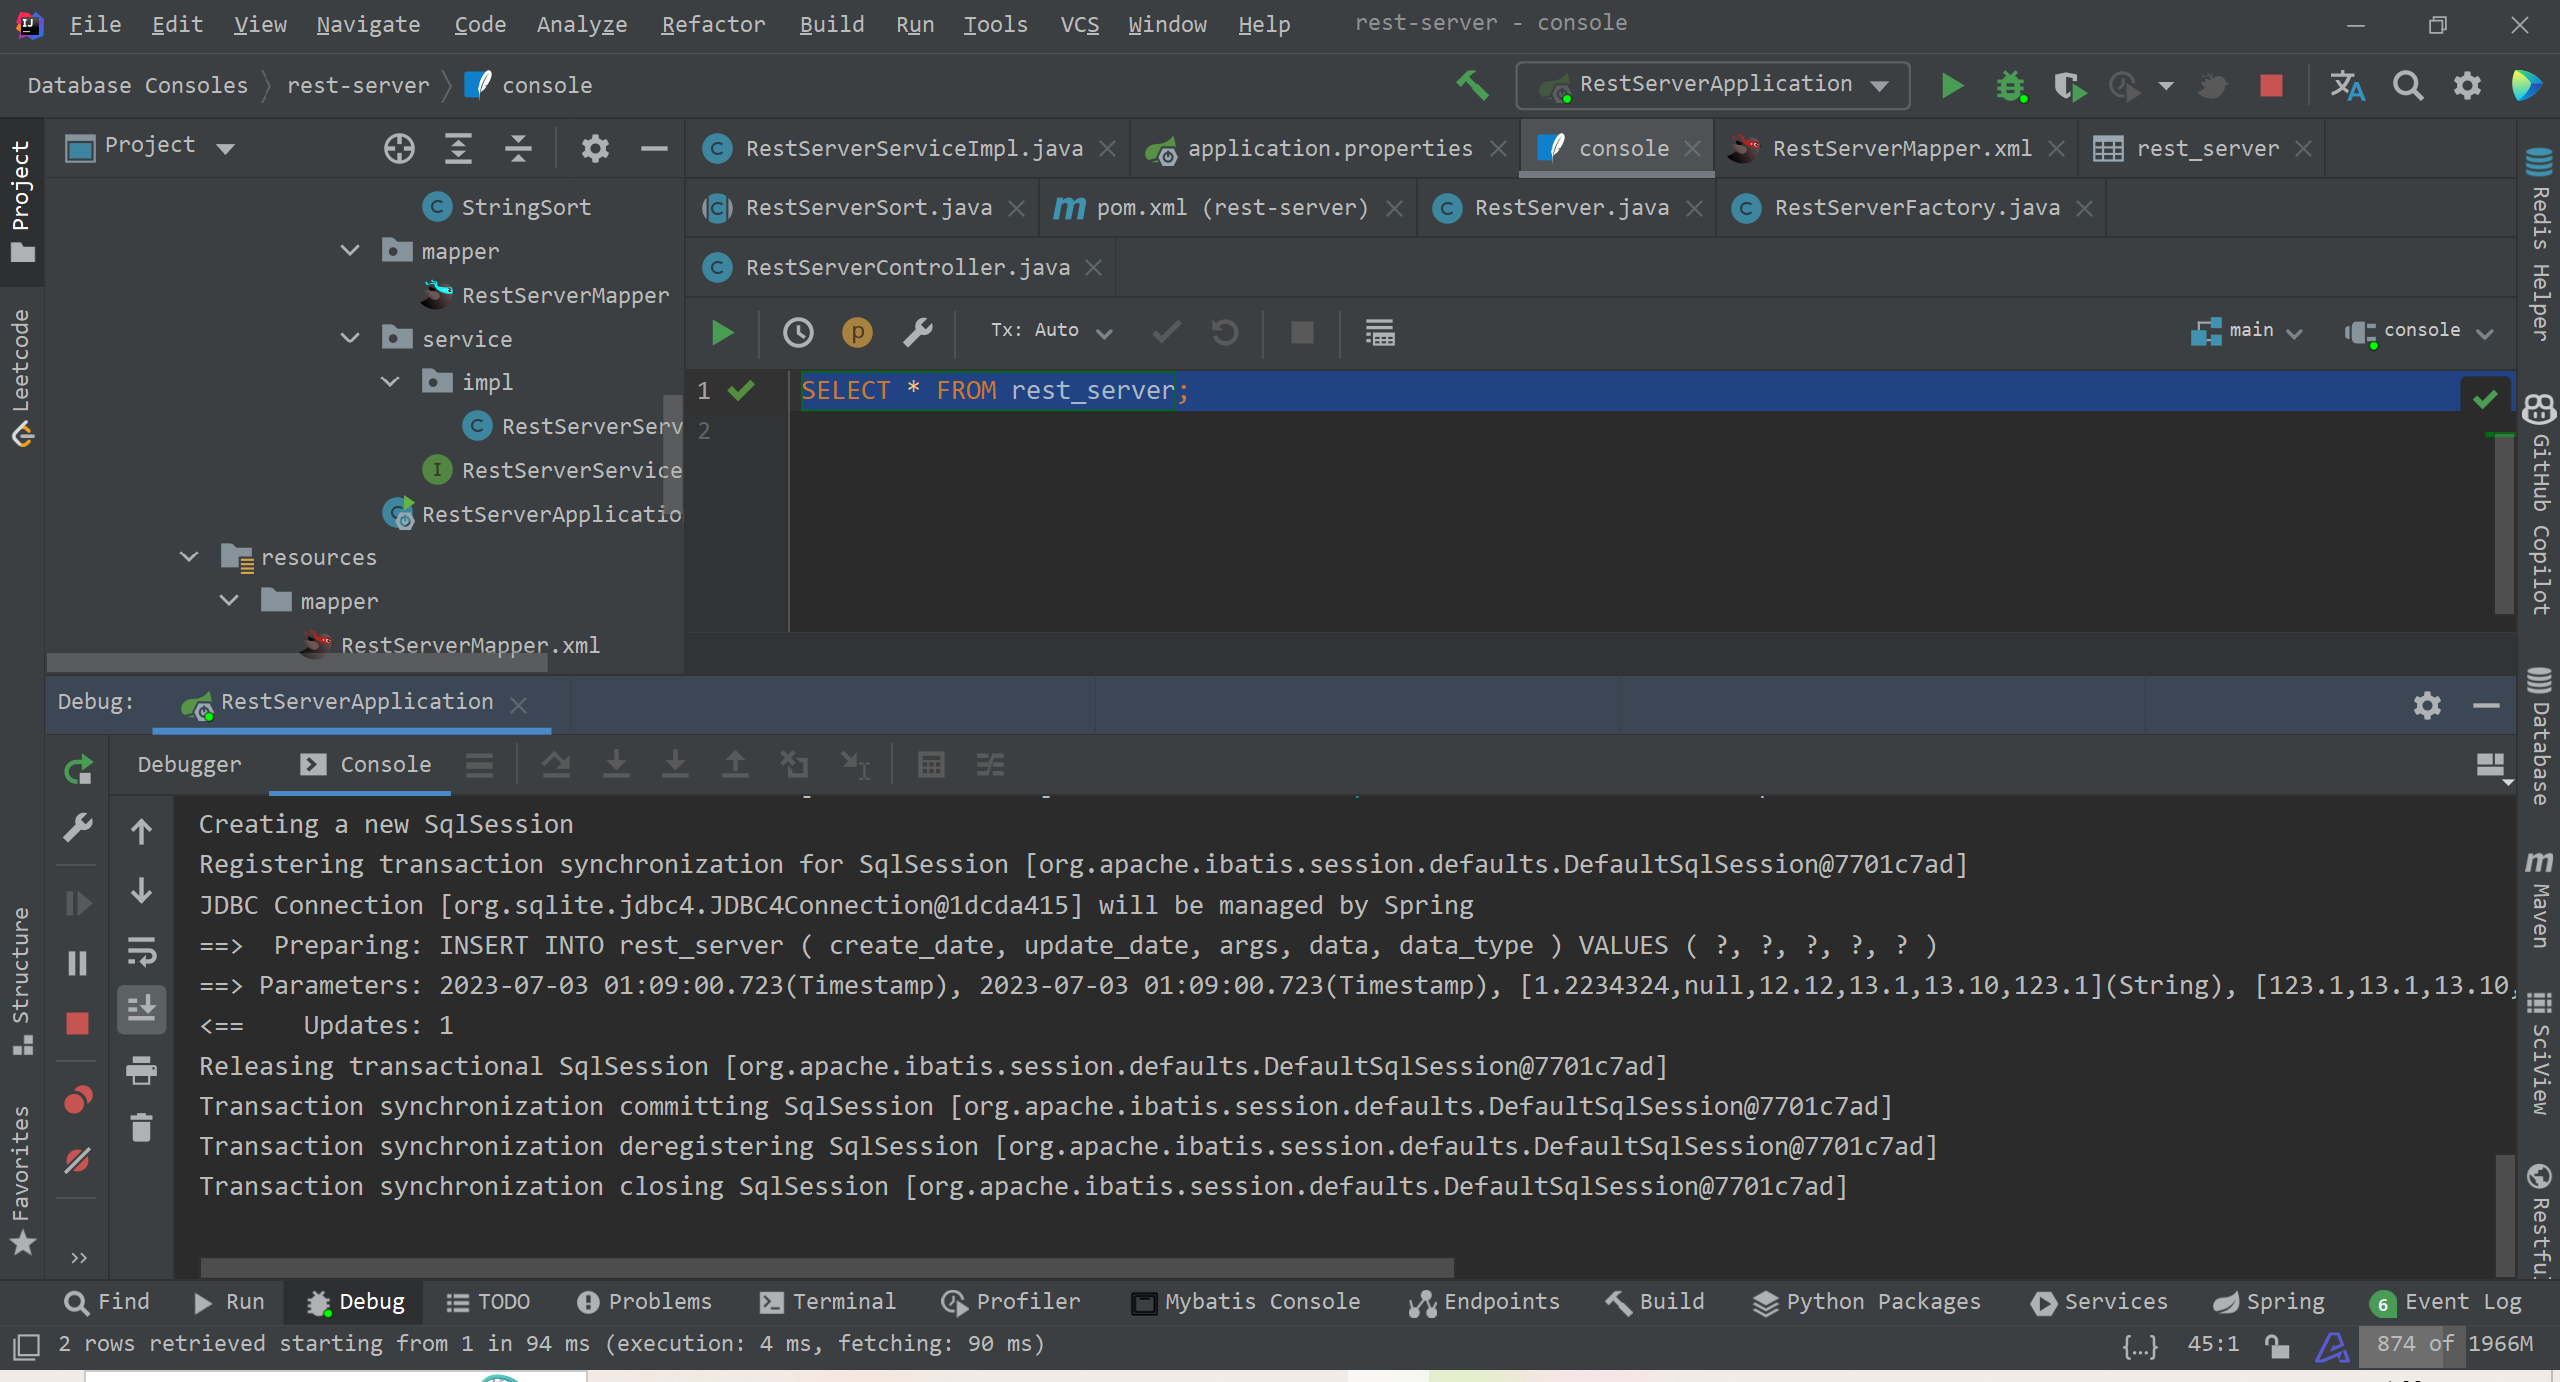 File Edit View Navigate Code Analyze Refactor Build Run Tools VCS Window Help rest-server - console
Database Consoles rest-server console
RestServerApplication
Project
RestServerServiceImpl.java application.properties console RestServerMapper.xml rest_server
RestServerSort.java pom.xml (rest-server) RestServer.java RestServerFactory.java
RestServerController.java
Project
Leetcode
Structure
Favorites
StringSort
mapper
RestServerMapper
service
impl
RestServerServ
RestServerService
RestServerApplicatio
resources
mapper
RestServerMapper.xml
Tx: Auto main console
1 SELECT * FROM rest_server;
2
Redis Helper
GitHub Copilot
Database
Maven
SciView
Restfu
Debug: RestServerApplication
Debugger Console
Creating a new SqlSession
Registering transaction synchronization for SqlSession [org.apache.ibatis.session.defaults.DefaultSqlSession@7701c7ad]
JDBC Connection [org.sqlite.jdbc4.JDBC4Connection@1dcda415] will be managed by Spring
==>  Preparing: INSERT INTO rest_server ( create_date, update_date, args, data, data_type ) VALUES ( ?, ?, ?, ?, ? )
==> Parameters: 2023-07-03 01:09:00.723(Timestamp), 2023-07-03 01:09:00.723(Timestamp), [1.2234324,null,12.12,13.1,13.10,123.1](String), [123.1,13.1,13.10,
<==    Updates: 1
Releasing transactional SqlSession [org.apache.ibatis.session.defaults.DefaultSqlSession@7701c7ad]
Transaction synchronization committing SqlSession [org.apache.ibatis.session.defaults.DefaultSqlSession@7701c7ad]
Transaction synchronization deregistering SqlSession [org.apache.ibatis.session.defaults.DefaultSqlSession@7701c7ad]
Transaction synchronization closing SqlSession [org.apache.ibatis.session.defaults.DefaultSqlSession@7701c7ad]
Find Run Debug TODO Problems Terminal Profiler Mybatis Console Endpoints Build Python Packages Services Spring 6 Event Log
2 rows retrieved starting from 1 in 94 ms (execution: 4 ms, fetching: 90 ms) {...} 45:1 874 of 1966M